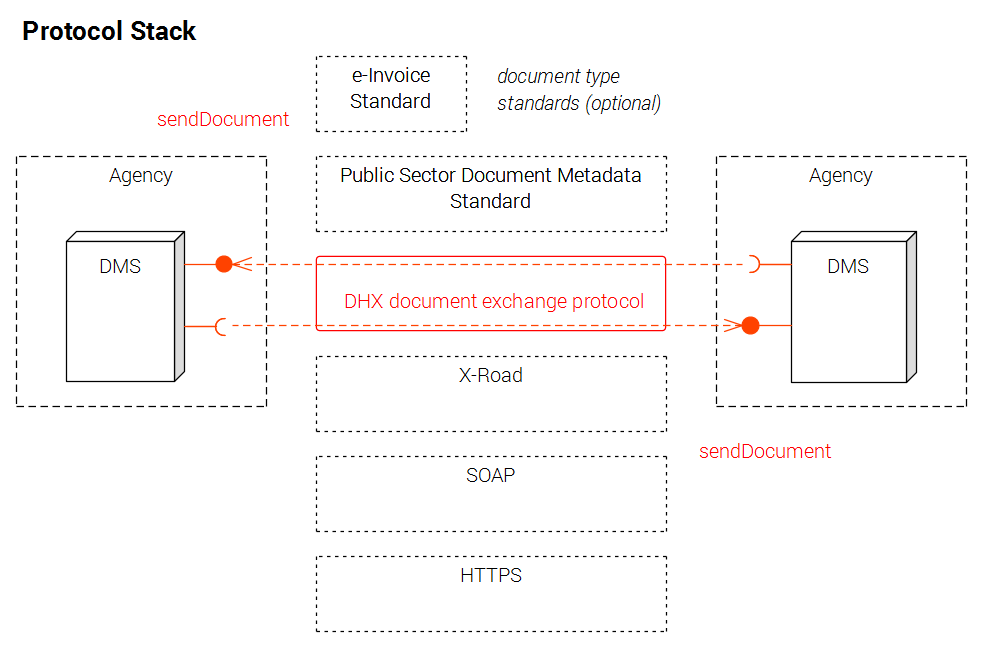 Protocol Stack
e-Invoice
Standard
document type
standards (optional)
sendDocument
Agency
Public Sector Document Metadata
Standard
Agency
DMS
DMS
DHX document exchange protocol
X-Road
sendDocument
SOAP
HTTPS